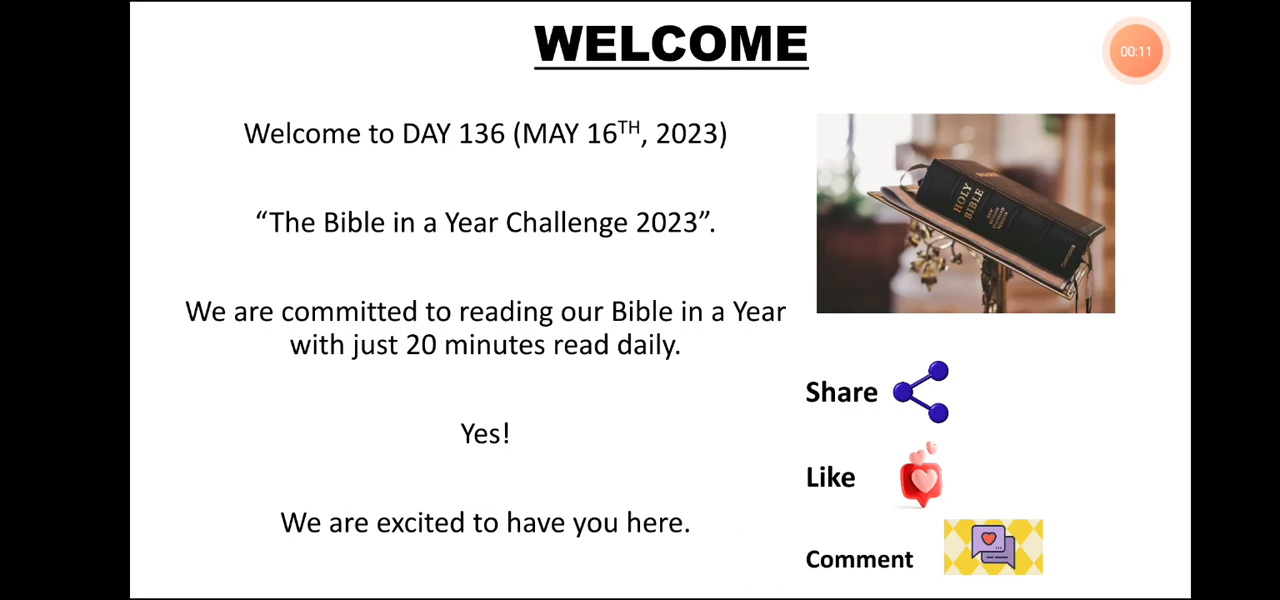 WELCOME
00:11
Welcome to DAY 136 (MAY 16TH, 2023)
“The Bible in a Year Challenge 2023”.
We are committed to reading our Bible in a Year
with just 20 minutes read daily.
Yes!
We are excited to have you here.
HOLY
BIBLE
Share
Like
Comment